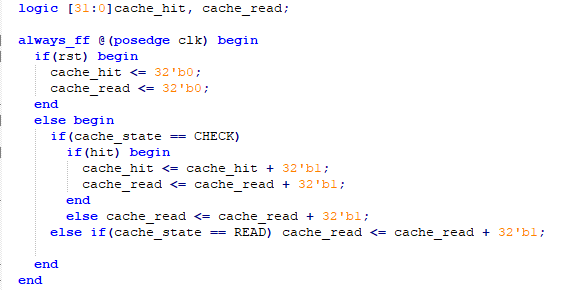 logic [31:0]cache_hit, cache_read;
always_ff @(posedge clk) begin
if(rst) begin
cache_hit <= 32'b0;
cache_read <= 32'b0;
end
else begin
if(cache_state == CHECK)
if(hit) begin
cache_hit <= cache_hit + 32'b1;
cache_read <= cache_read + 32'b1;
end
else cache_read <= cache_read + 32'b1;
else if(cache_state == READ) cache_read <= cache_read + 32'b1;
end
end